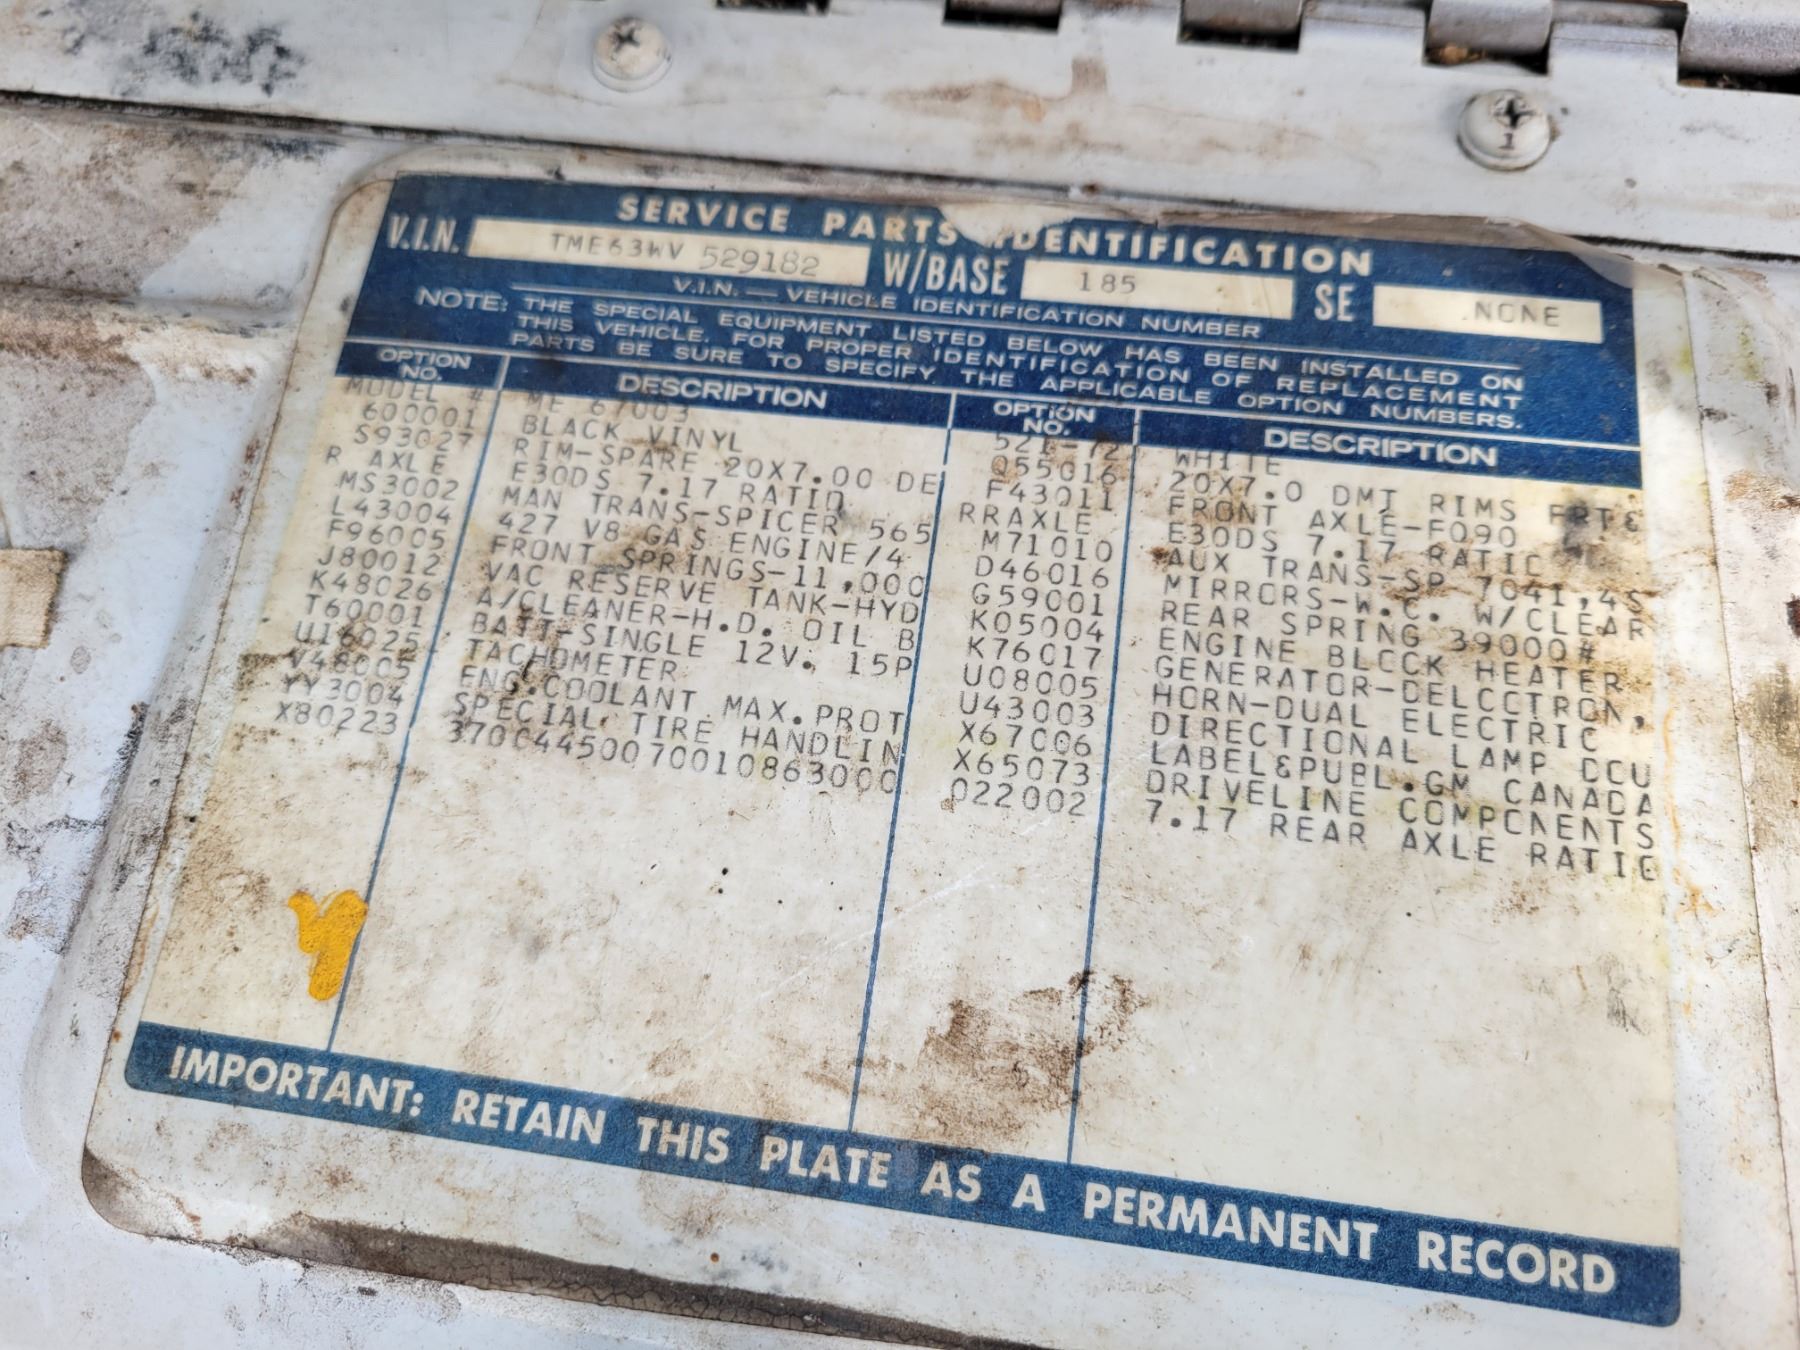 SERVICE PARTS IDENTIFICATION
V.I.N. TME63WV 529182 W/BASE 185 SE NONE
V.I.N. — VEHICLE IDENTIFICATION NUMBER
NOTE: THE SPECIAL EQUIPMENT LISTED BELOW HAS BEEN INSTALLED ON
THIS VEHICLE. FOR PROPER IDENTIFICATION OF REPLACEMENT
PARTS BE SURE TO SPECIFY THE APPLICABLE OPTION NUMBERS.
OPTION NO. DESCRIPTION
MODEL # ME 67003
600001 BLACK VINYL
S93027 RIM-SPARE 20X7.00 DE
R AXLE E30DS 7.17 RATIO
MS3002 MAN TRANS-SPICER 565
L43004 427 V8 GAS ENGINE/4
F96005 FRONT SPRINGS-11,000
J80012 VAC RESERVE TANK-HYD
K48026 A/CLEANER-H.D. OIL B
T60001 BATT-SINGLE 12V. 15P
U16025 TACHOMETER
V48005 ENG.COOLANT MAX.PROT
YY3004 SPECIAL TIRE HANDLIN
X80223 3700445007001086300​0
OPTION NO. DESCRIPTION
521-72 WHITE
Q55016 20X7.0 DMT RIMS FRT&
F43011 FRONT AXLE-F090
RRAXLE E30DS 7.17 RATIO
M71010 AUX TRANS-SP 7041,4S
D46016 MIRRORS-W.C. W/CLEAR
G59001 REAR SPRING 39000#
K05004 ENGINE BLOCK HEATER
K76017 GENERATOR-DELCOTRON,
U08005 HORN-DUAL ELECTRIC
U43003 DIRECTIONAL LAMP DOU
X67006 LABEL&PUBL.GM CANADA
X65073 DRIVELINE COMPONENTS
022002 7.17 REAR AXLE RATIO
IMPORTANT: RETAIN THIS PLATE AS A PERMANENT RECORD